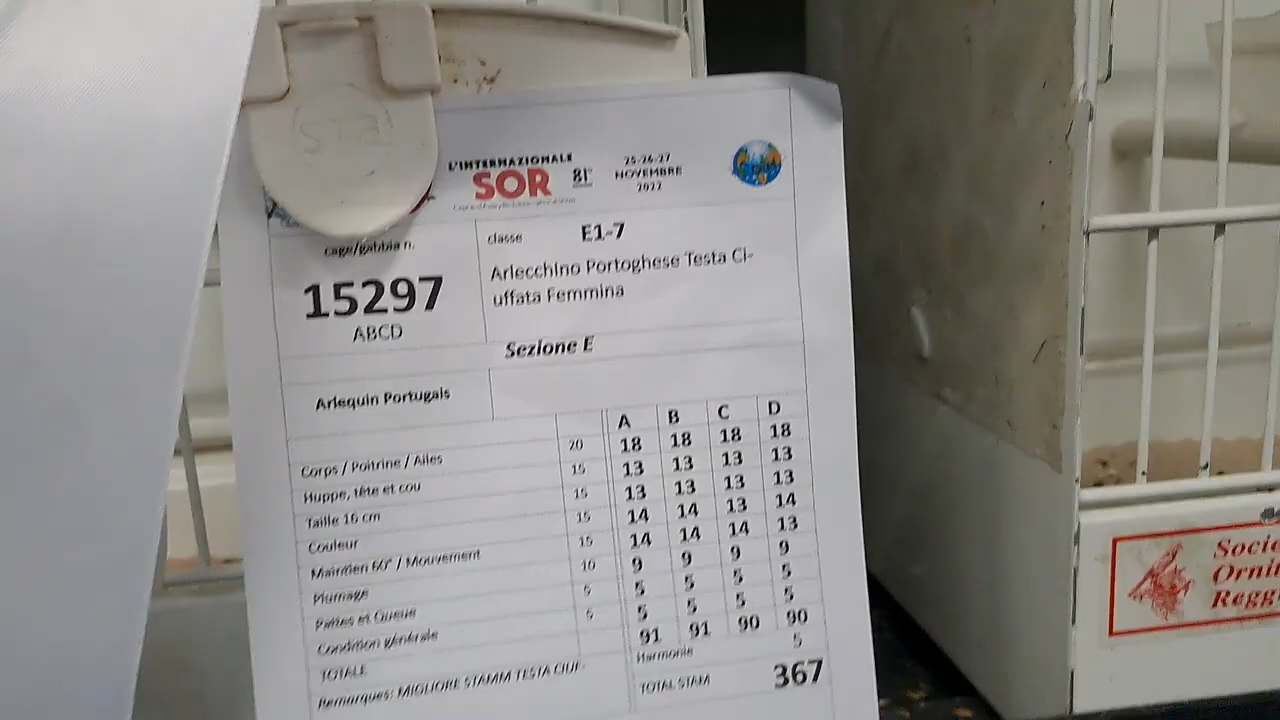 STA
L'INTERNAZIONALE
SOR
81°
25-26-27
NOVEMBRE
2022
cage/gabbia n.
15297
ABCD
classe E1-7
Arlecchino Portoghese Testa Ci-
uffata Femmina
Sezione E
Arlequin Portugais
A B C D
Corps / Poitrine / Ailes 20 18 18 18 18
Huppe, tête et cou 15 13 13 13 13
Taille 16 cm 15 13 13 13 13
Couleur 15 14 14 13 14
Maintien 60° / Mouvement 15 14 14 14 13
Plumage 10 9 9 9 9
Pattes et Queue 5 5 5 5 5
Condition générale 5 5 5 5 5
TOTALE 91 91 90 90
Harmonie 5
Remarques: MIGLIORE STAMM TESTA CIUF-
TOTAL STAM 367
Socie
Ornit
Regg